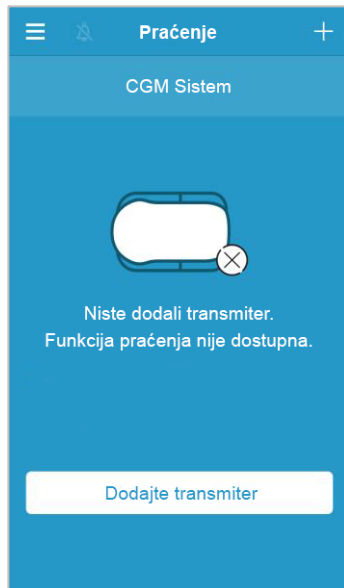 Praćenje
CGM Sistem
Niste dodali transmiter.
Funkcija praćenja nije dostupna.
Dodajte transmiter